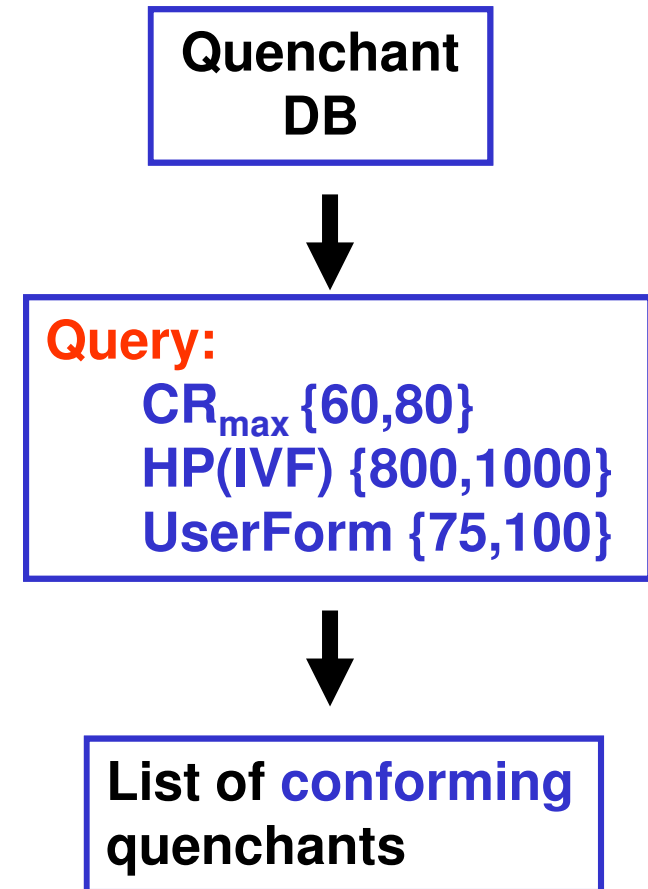 Quenchant
DB
Query:
CRmax {60,80}
HP(IVF) {800,1000}
UserForm {75,100}
List of conforming
quenchants